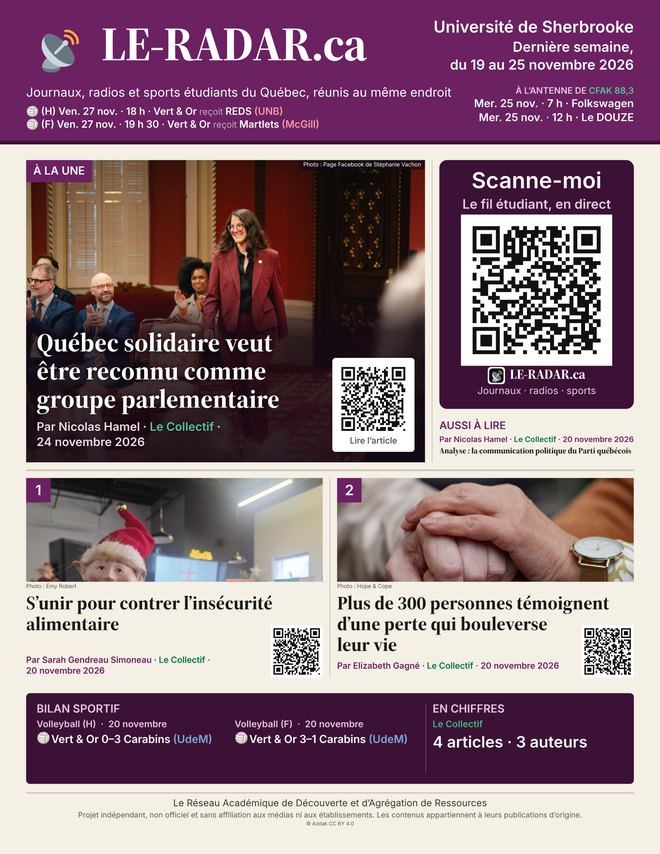 LE-RADAR.ca
Journaux, radios et sports étudiants du Québec, réunis au même endroit
(H) Ven. 27 nov. · 18 h · Vert & Or reçoit REDS (UNB)
(F) Ven. 27 nov. · 19 h 30 · Vert & Or reçoit Martlets (McGill)
Université de Sherbrooke
Dernière semaine,
du 19 au 25 novembre 2026
À L'ANTENNE DE CFAK 88,3
Mer. 25 nov. · 7 h · Folkswagen
Mer. 25 nov. · 12 h · Le DOUZE
À LA UNE
Photo : Page Facebook de Stéphanie Vachon
Québec solidaire veut
être reconnu comme
groupe parlementaire
Par Nicolas Hamel · Le Collectif ·
24 novembre 2026
Lire l'article
Scanne-moi
Le fil étudiant, en direct
LE-RADAR.ca
Journaux · radios · sports
AUSSI À LIRE
Par Nicolas Hamel · Le Collectif · 20 novembre 2026
Analyse : la communication politique du Parti québécois
1
Photo : Émy Robert
S'unir pour contrer l'insécurité
alimentaire
Par Sarah Gendreau Simoneau · Le Collectif ·
20 novembre 2026
2
Photo : Hope & Cope
Plus de 300 personnes témoignent
d'une perte qui bouleverse
leur vie
Par Elizabeth Gagné · Le Collectif · 20 novembre 2026
BILAN SPORTIF
Volleyball (H) · 20 novembre
Vert & Or 0–3 Carabins (UdeM)
Volleyball (F) · 20 novembre
Vert & Or 3–1 Carabins (UdeM)
EN CHIFFRES
Le Collectif
4 articles · 3 auteurs
Le Réseau Académique de Découverte et d'Agrégation de Ressources
Projet indépendant, non officiel et sans affiliation aux médias ni aux établissements. Les contenus appartiennent à leurs publications d'origine.
© Azdak CC BY 4.0